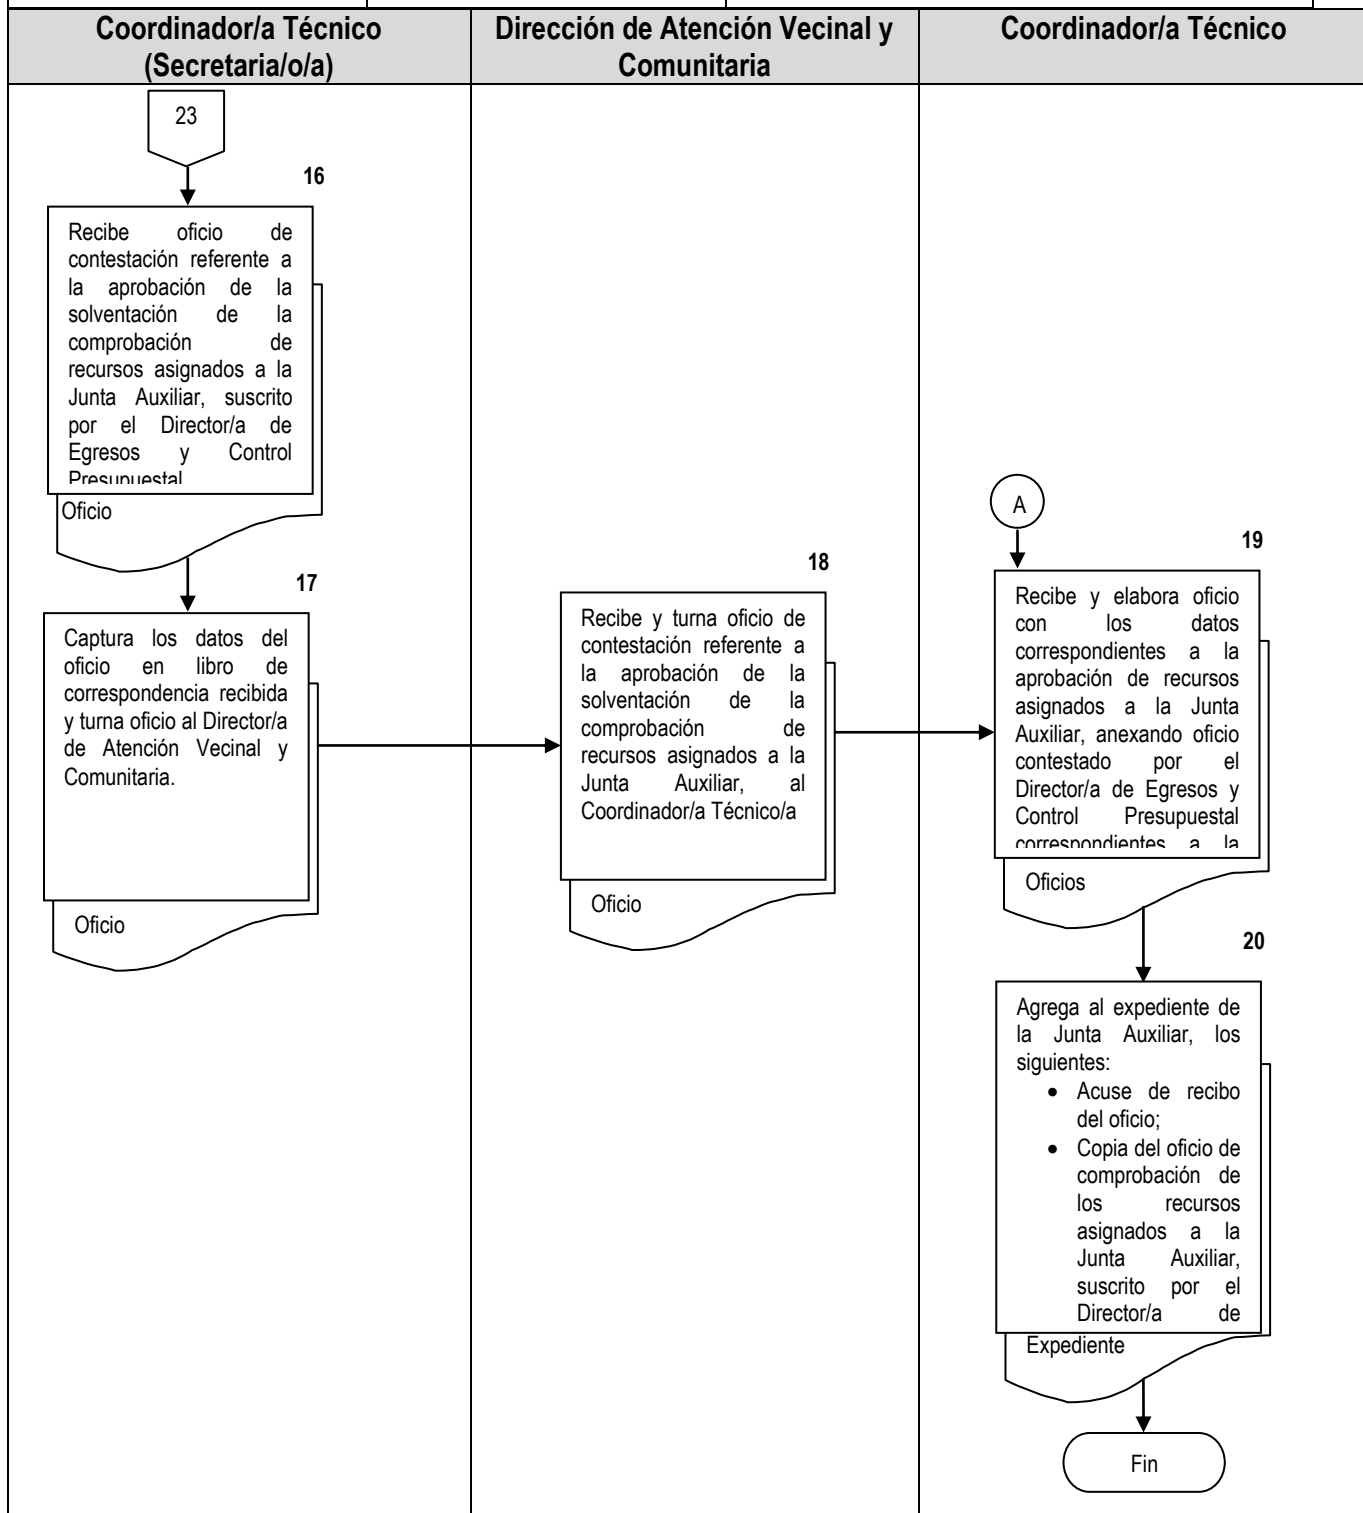 Coordinador/a Técnico
(Secretaria/o/a)
Dirección de Atención Vecinal y
Comunitaria
Coordinador/a Técnico
23
16
Recibe oficio de
contestación referente a
la aprobación de la
solventación de la
comprobación de
recursos asignados a la
Junta Auxiliar, suscrito
por el Director/a de
Egresos y Control
Presupuestal
Oficio
17
Captura los datos del
oficio en libro de
correspondencia recibida
y turna oficio al Director/a
de Atención Vecinal y
Comunitaria.
Oficio
18
Recibe y turna oficio de
contestación referente a
la aprobación de la
solventación de la
comprobación de
recursos asignados a la
Junta Auxiliar, al
Coordinador/a Técnico/a
Oficio
A
19
Recibe y elabora oficio
con los datos
correspondientes a la
aprobación de recursos
asignados a la Junta
Auxiliar, anexando oficio
contestado por el
Director/a de Egresos y
Control Presupuestal
correspondientes a la
Oficios
20
Agrega al expediente de
la Junta Auxiliar, los
siguientes:
• Acuse de recibo
del oficio;
• Copia del oficio de
comprobación de
los recursos
asignados a la
Junta Auxiliar,
suscrito por el
Director/a de
Expediente
Fin